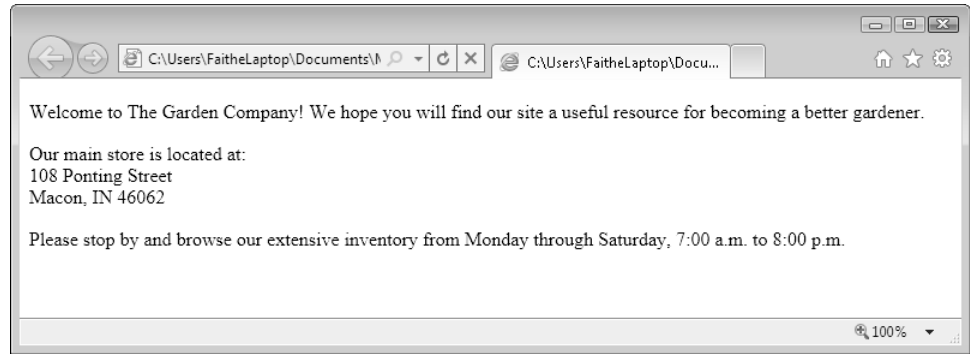 C:\Users\FaitheLaptop\Documents\
C:\Users\FaitheLaptop\Docu...
Welcome to The Garden Company! We hope you will find our site a useful resource for becoming a better gardener.
Our main store is located at:
108 Ponting Street
Macon, IN 46062
Please stop by and browse our extensive inventory from Monday through Saturday, 7:00 a.m. to 8:00 p.m.
100%